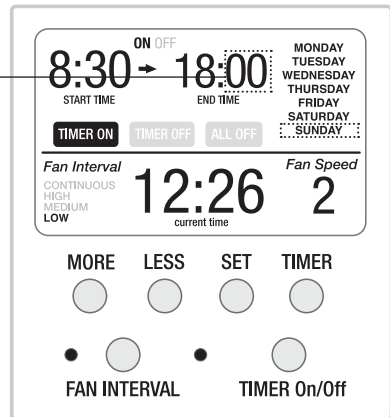 ON OFF
8:30 → 18:00
START TIME END TIME
MONDAY
TUESDAY
WEDNESDAY
THURSDAY
FRIDAY
SATURDAY
SUNDAY
TIMER ON TIMER OFF ALL OFF
Fan Interval
CONTINUOUS
HIGH
MEDIUM
LOW
12:26
current time
Fan Speed
2
MORE LESS SET TIMER
FAN INTERVAL TIMER On/Off